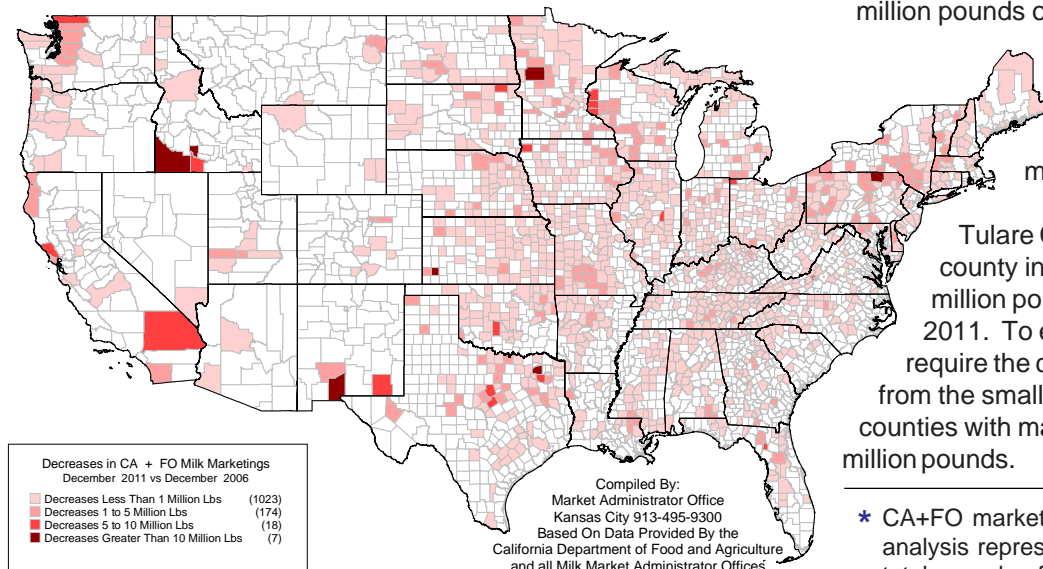 million pounds o
m
Tulare C
county in
million po
2011. To e
require the d
from the small
counties with ma
million pounds.
* CA+FO market
analysis repres
Decreases in CA + FO Milk Marketings
December 2011 vs December 2006
Decreases Less Than 1 Million Lbs (1023)
Decreases 1 to 5 Million Lbs (174)
Decreases 5 to 10 Million Lbs (18)
Decreases Greater Than 10 Million Lbs (7)
Compiled By:
Market Administrator Office
Kansas City 913-495-9300
Based On Data Provided By the
California Department of Food and Agriculture
and all Milk Market Administrator Offices